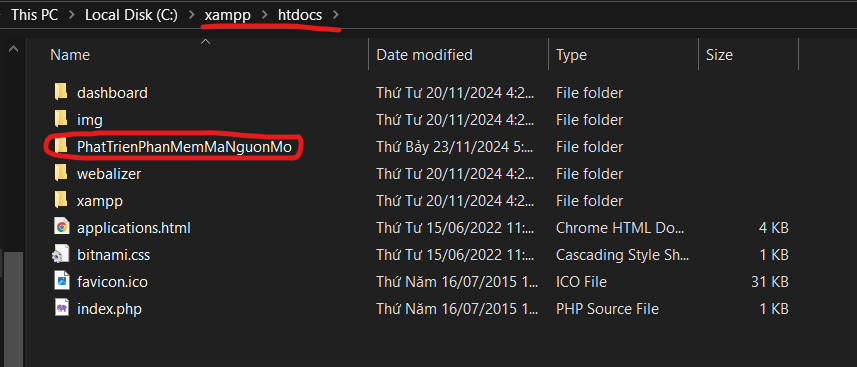 This PC > Local Disk (C:) > xampp > htdocs >
Name Date modified Type Size
dashboard Thứ Tư 20/11/2024 4:2... File folder
img Thứ Tư 20/11/2024 4:2... File folder
PhatTrienPhanMemMaNguonMo Thứ Bảy 23/11/2024 5:... File folder
webalizer Thứ Tư 20/11/2024 4:2... File folder
xampp Thứ Tư 20/11/2024 4:2... File folder
applications.html Thứ Tư 15/06/2022 11:... Chrome HTML Do... 4 KB
bitnami.css Thứ Tư 15/06/2022 11:... Cascading Style Sh... 1 KB
favicon.ico Thứ Năm 16/07/2015 1... ICO File 31 KB
index.php Thứ Năm 16/07/2015 1... PHP Source File 1 KB